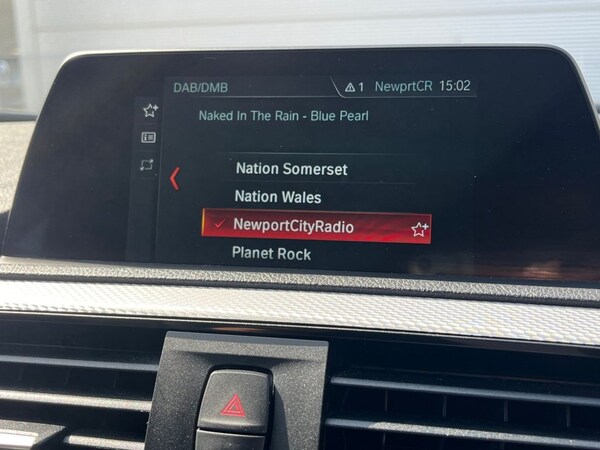 DAB/DMB 1 NewprtCR 15:02
Naked In The Rain - Blue Pearl
Nation Somerset
Nation Wales
NewportCityRadio
Planet Rock